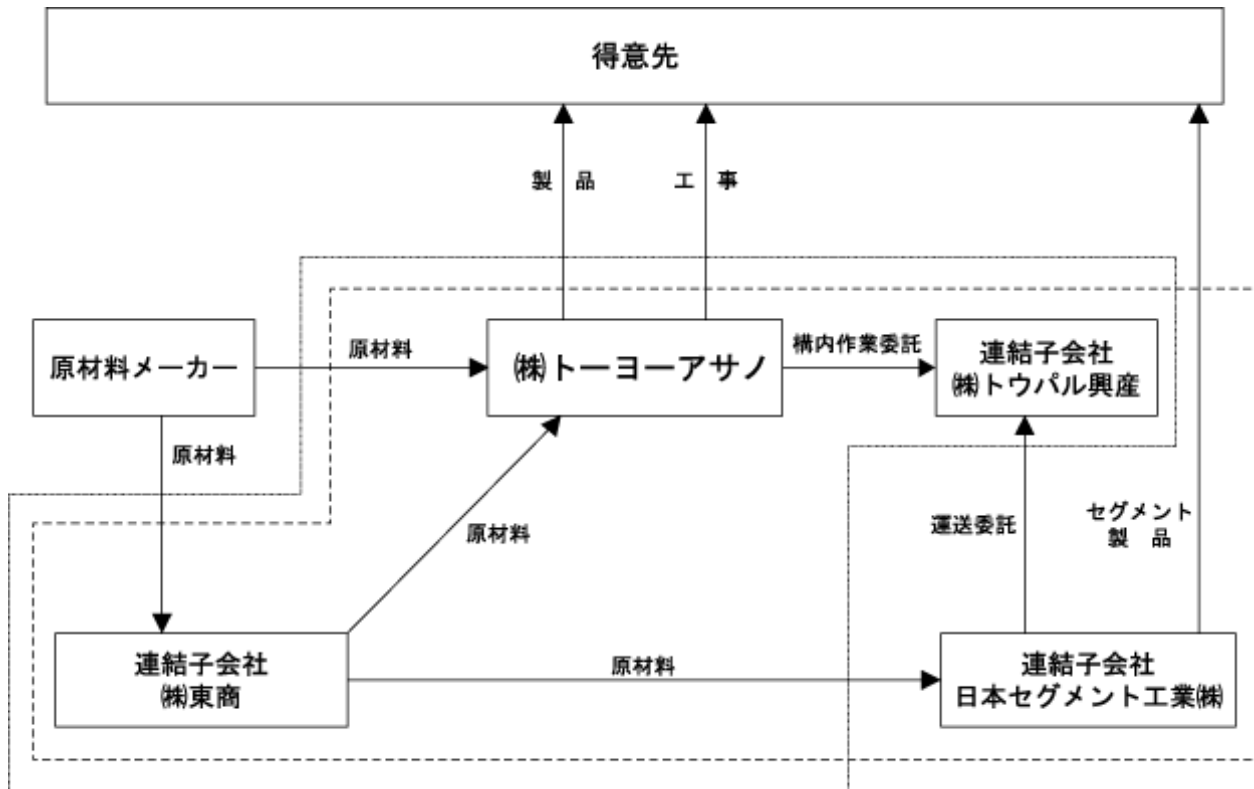 得意先
製　品
工　事
原材料メーカー
原材料
㈱トーヨーアサノ
構内作業委託
連結子会社
㈱トウパル興産
原材料
原材料
運送委託
セグメント
製　品
連結子会社
㈱東商
原材料
連結子会社
日本セグメント工業㈱